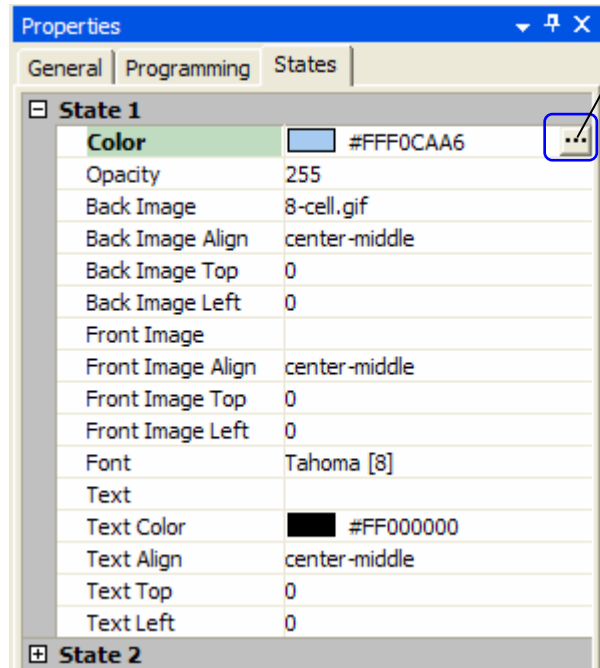 Properties
General Programming States
State 1
Color #FFF0CAA6 ...
Opacity 255
Back Image 8-cell.gif
Back Image Align center-middle
Back Image Top 0
Back Image Left 0
Front Image
Front Image Align center-middle
Front Image Top 0
Front Image Left 0
Font Tahoma [8]
Text
Text Color #FF000000
Text Align center-middle
Text Top 0
Text Left 0
State 2